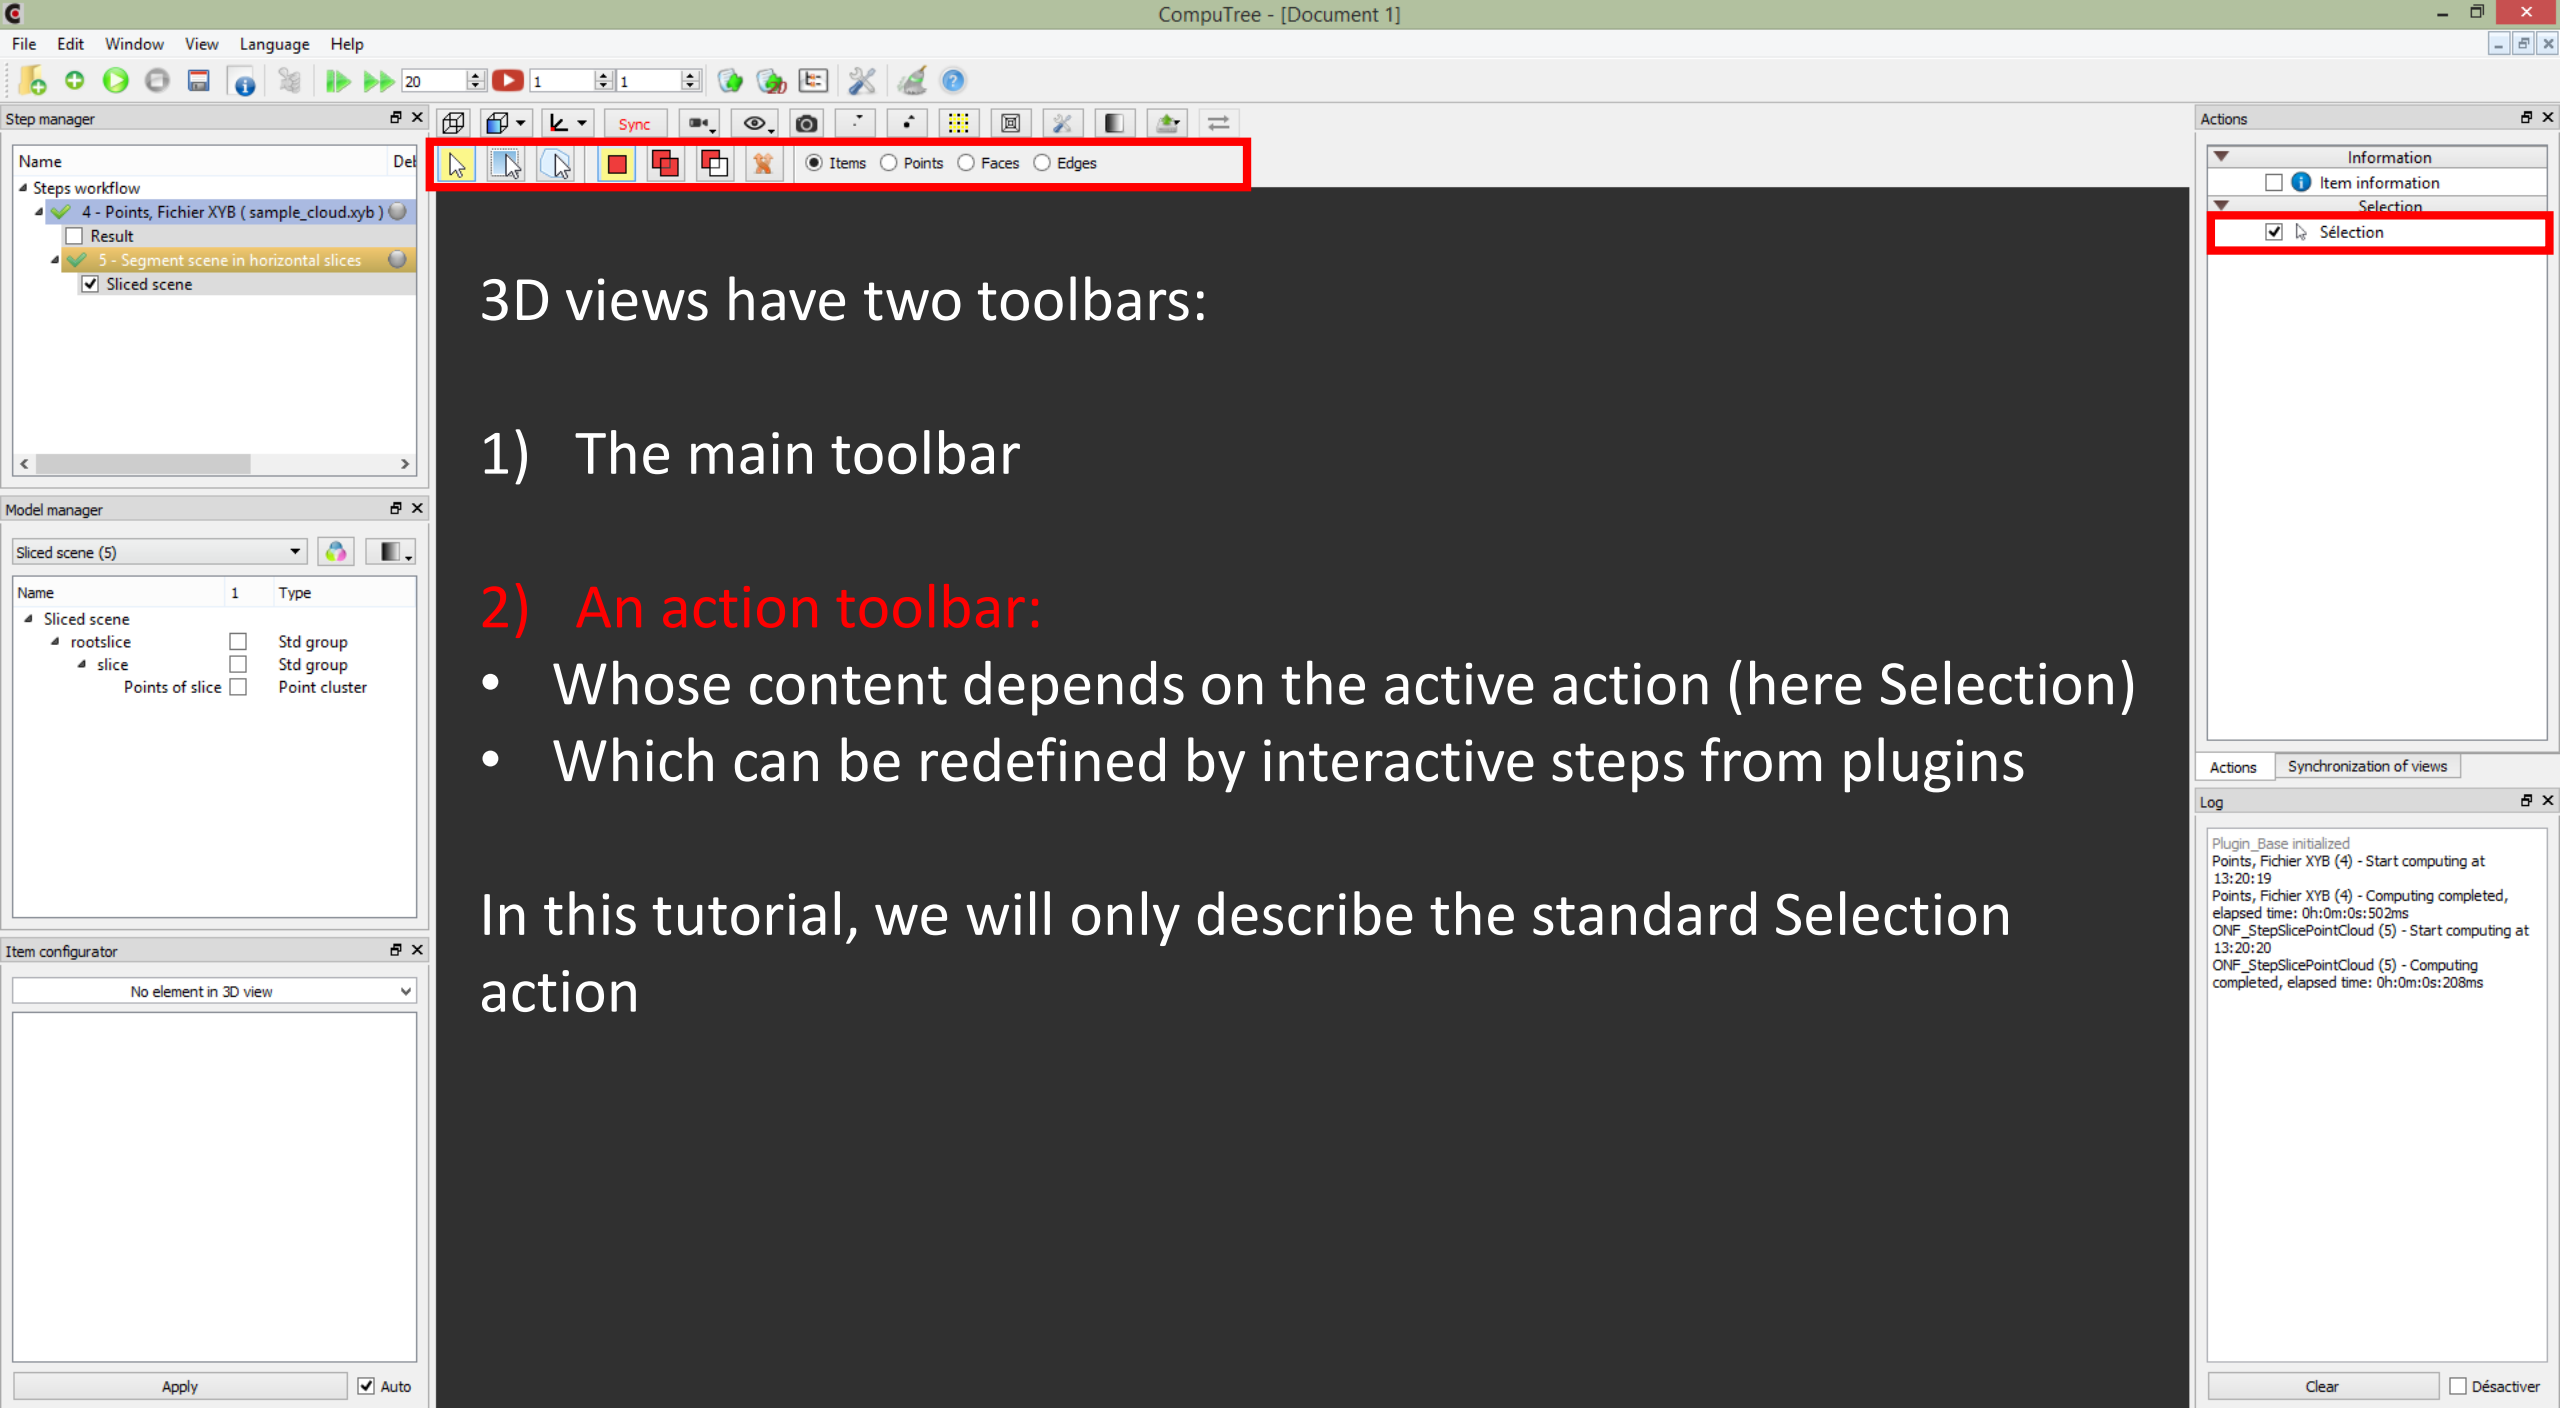 CompuTree - [Document 1]
File Edit Window View Language Help
20 1 1 2D
Step manager
Sync
Actions
Name
Items Points Faces Edges
Information
Steps workflow
Item information
4 - Points, Fichier XYB ( sample_cloud.xyb )
Selection
Result
Sélection
5 - Segment scene in horizontal slices
Sliced scene
3D views have two toolbars:
1) The main toolbar
Model manager
Sliced scene (5)
Name 1 Type
Sliced scene
rootslice Std group
slice Std group
Points of slice Point cluster
2) An action toolbar:
• Whose content depends on the active action (here Selection)
• Which can be redefined by interactive steps from plugins
In this tutorial, we will only describe the standard Selection
action
Actions Synchronization of views
Log
Plugin_Base initialized
Points, Fichier XYB (4) - Start computing at
13:20:19
Points, Fichier XYB (4) - Computing completed,
elapsed time: 0h:0m:0s:502ms
ONF_StepSlicePointCloud (5) - Start computing at
13:20:20
ONF_StepSlicePointCloud (5) - Computing
completed, elapsed time: 0h:0m:0s:208ms
Item configurator
No element in 3D view
Apply Auto
Clear Désactiver